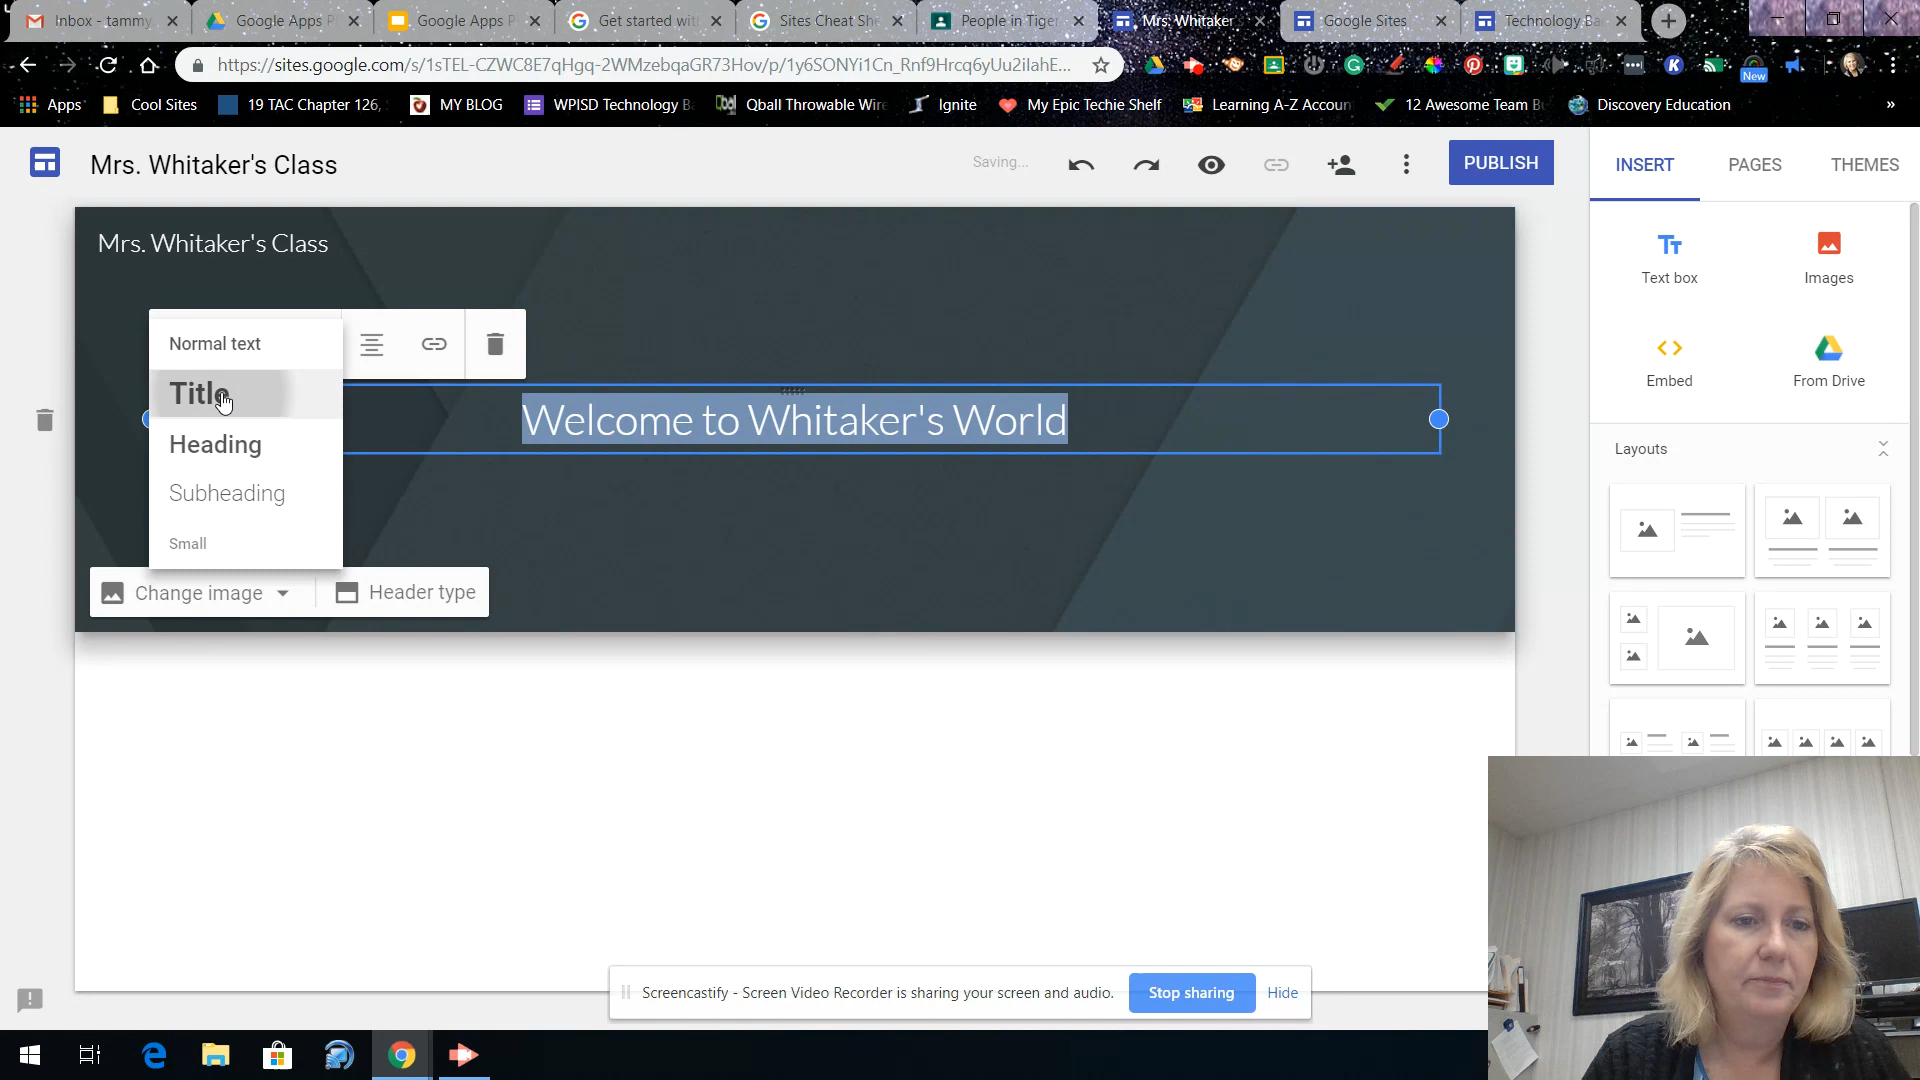 Inbox - tammy
Google Apps P
Google Apps P
Get started wit
Sites Cheat She
People in Tiger
Mrs. Whitaker
Google Sites
Technology Ba
https://sites.google.com/s/1sTEL-CZWC8E7qHgq-2WMzebqaGR73Hov/p/1y6SONYi1Cn_Rnf9Hrcq6yUu2ilahE...
New
Apps
Cool Sites
19 TAC Chapter 126,
MY BLOG
WPISD Technology B
Qball Throwable Wire
Ignite
My Epic Techie Shelf
Learning A-Z Accoun
12 Awesome Team B
Discovery Education
»
Mrs. Whitaker's Class
Saving...
PUBLISH
INSERT
PAGES
THEMES
Mrs. Whitaker's Class
Normal text
Title
Heading
Subheading
Small
Welcome to Whitaker's World
Change image
Header type
Tt
Text box
Images
Embed
From Drive
Layouts
Screencastify - Screen Video Recorder is sharing your screen and audio.
Stop sharing
Hide